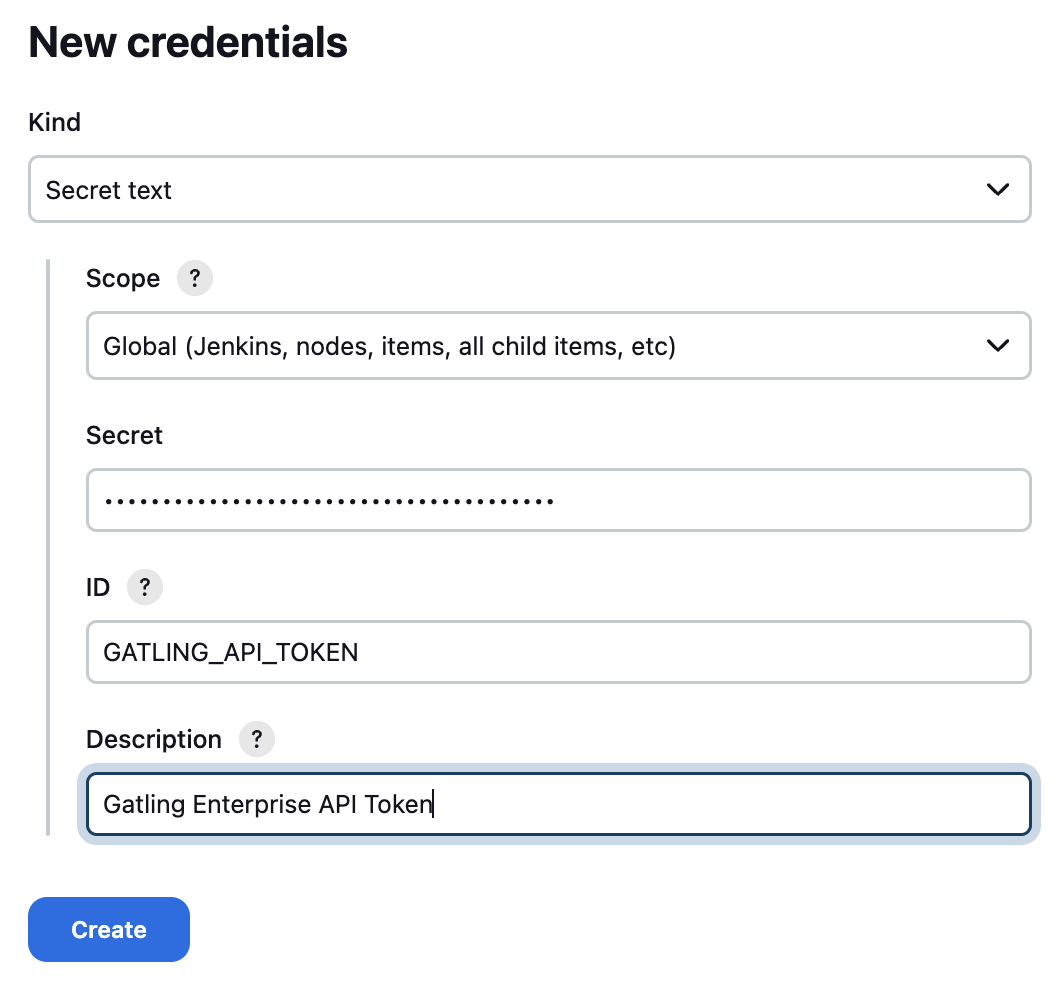 New credentials
Kind
Secret text
Scope ?
Global (Jenkins, nodes, items, all child items, etc)
Secret
•••••••••••••••••••••••••••••••••••••••
ID ?
GATLING_API_TOKEN
Description ?
Gatling Enterprise API Token
Create